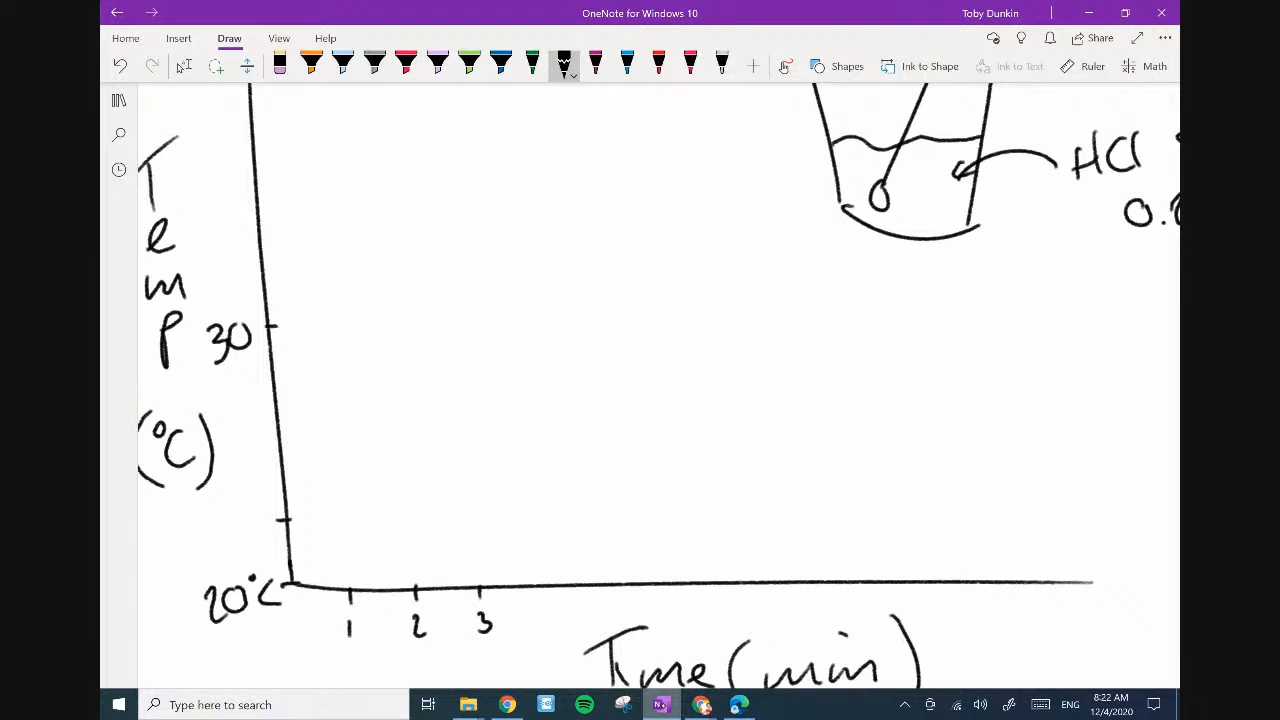 OneNote for Windows 10
Toby Dunkin
Home
Insert
Draw
View
Help
Share
Shapes
Ink to Shape
Ink to Text
Ruler
Math
Temp
(°C)
30
20°C
1 2 3
Time (min)
HCl
Type here to search
ENG
8:22 AM
12/4/2020